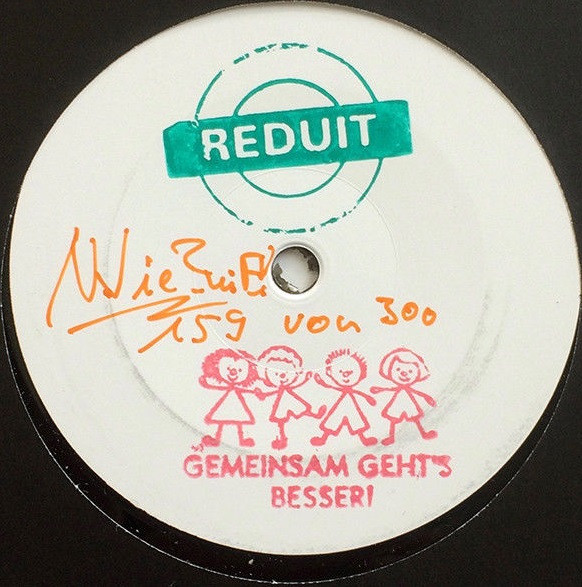 REDUIT
159 von 300
GEMEINSAM GEHT'S
BESSER!